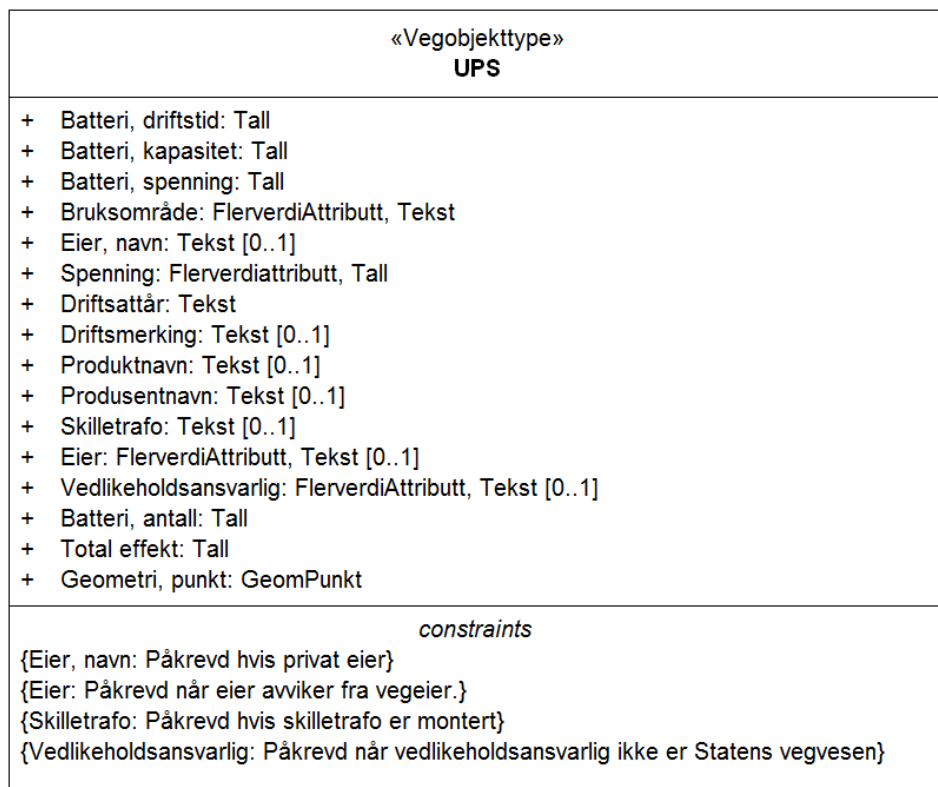 «Vegobjekttype»
UPS
+ Batteri, driftstid: Tall
+ Batteri, kapasitet: Tall
+ Batteri, spenning: Tall
+ Bruksområde: FlerverdiAttributt, Tekst
+ Eier, navn: Tekst [0..1]
+ Spenning: Flerverdiattributt, Tall
+ Driftsattår: Tekst
+ Driftsmerking: Tekst [0..1]
+ Produktnavn: Tekst [0..1]
+ Produsentnavn: Tekst [0..1]
+ Skilletrafo: Tekst [0..1]
+ Eier: FlerverdiAttributt, Tekst [0..1]
+ Vedlikeholdsansvarlig: FlerverdiAttributt, Tekst [0..1]
+ Batteri, antall: Tall
+ Total effekt: Tall
+ Geometri, punkt: GeomPunkt
constraints
{Eier, navn: Påkrevd hvis privat eier}
{Eier: Påkrevd når eier avviker fra vegeier.}
{Skilletrafo: Påkrevd hvis skilletrafo er montert}
{Vedlikeholdsansvarlig: Påkrevd når vedlikeholdsansvarlig ikke er Statens vegvesen}